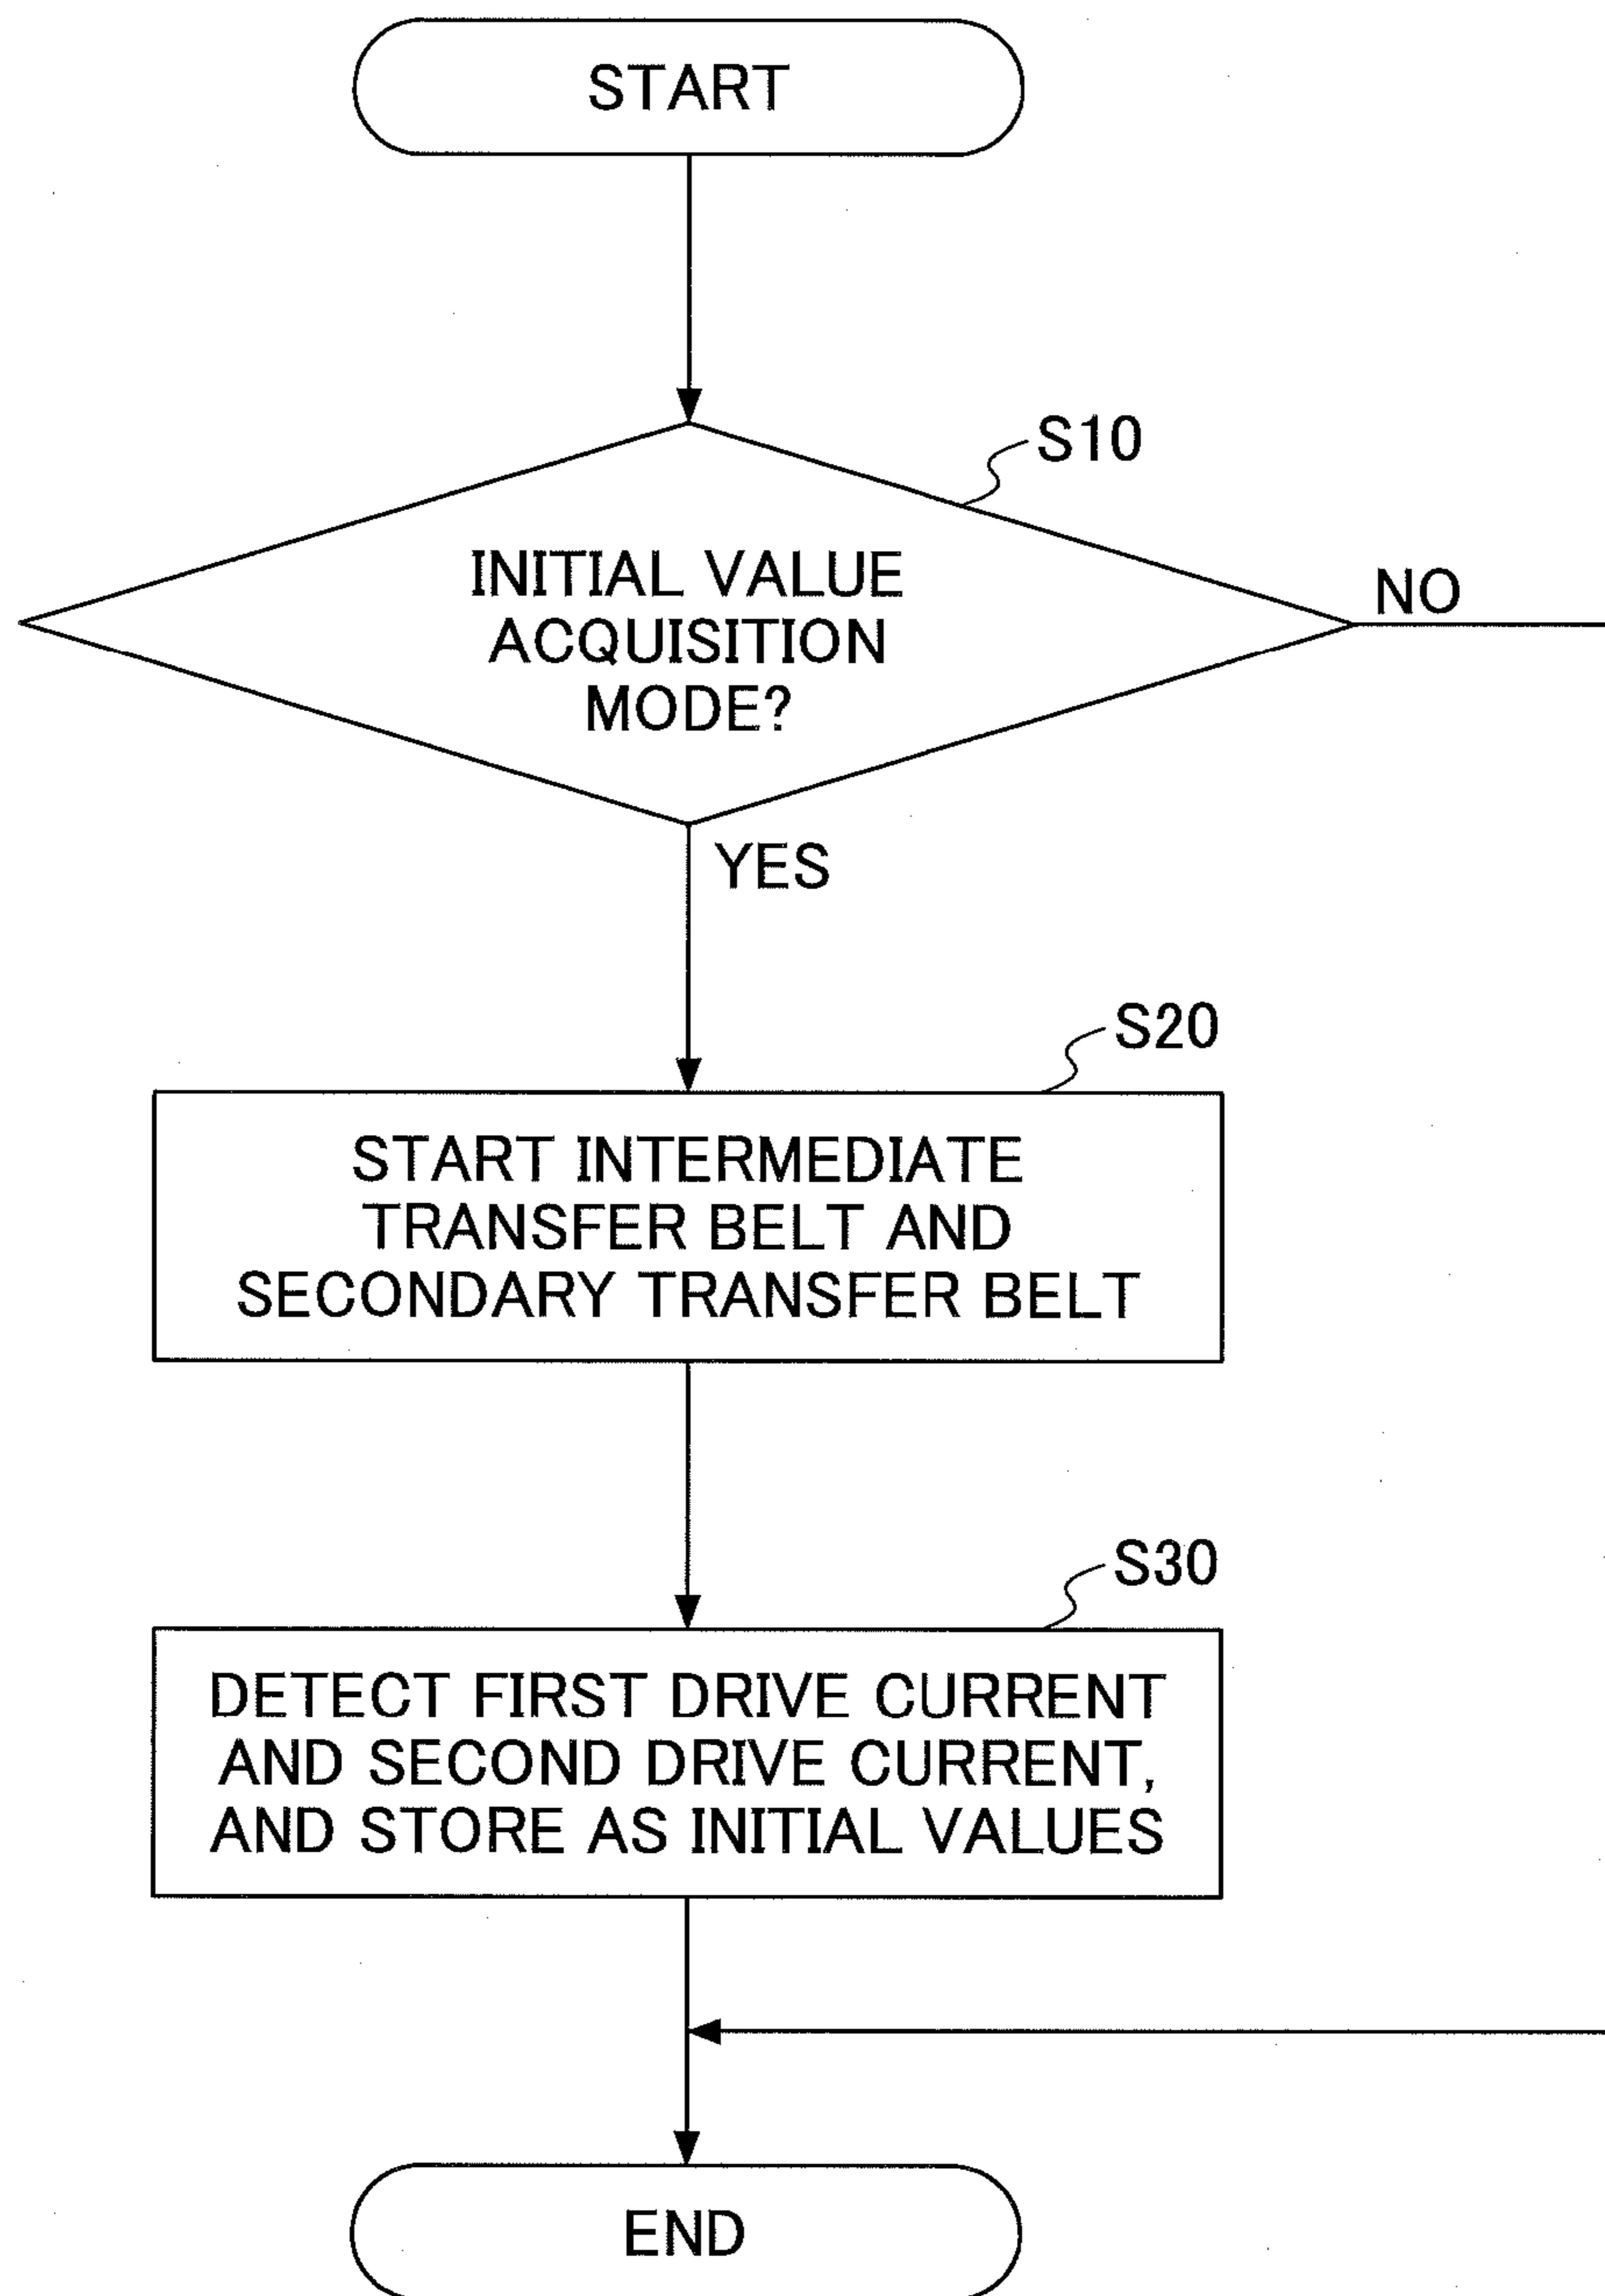 START
S10
INITIAL VALUE
ACQUISITION
MODE?
NO
YES
S20
START INTERMEDIATE
TRANSFER BELT AND
SECONDARY TRANSFER BELT
S30
DETECT FIRST DRIVE CURRENT
AND SECOND DRIVE CURRENT,
AND STORE AS INITIAL VALUES
END